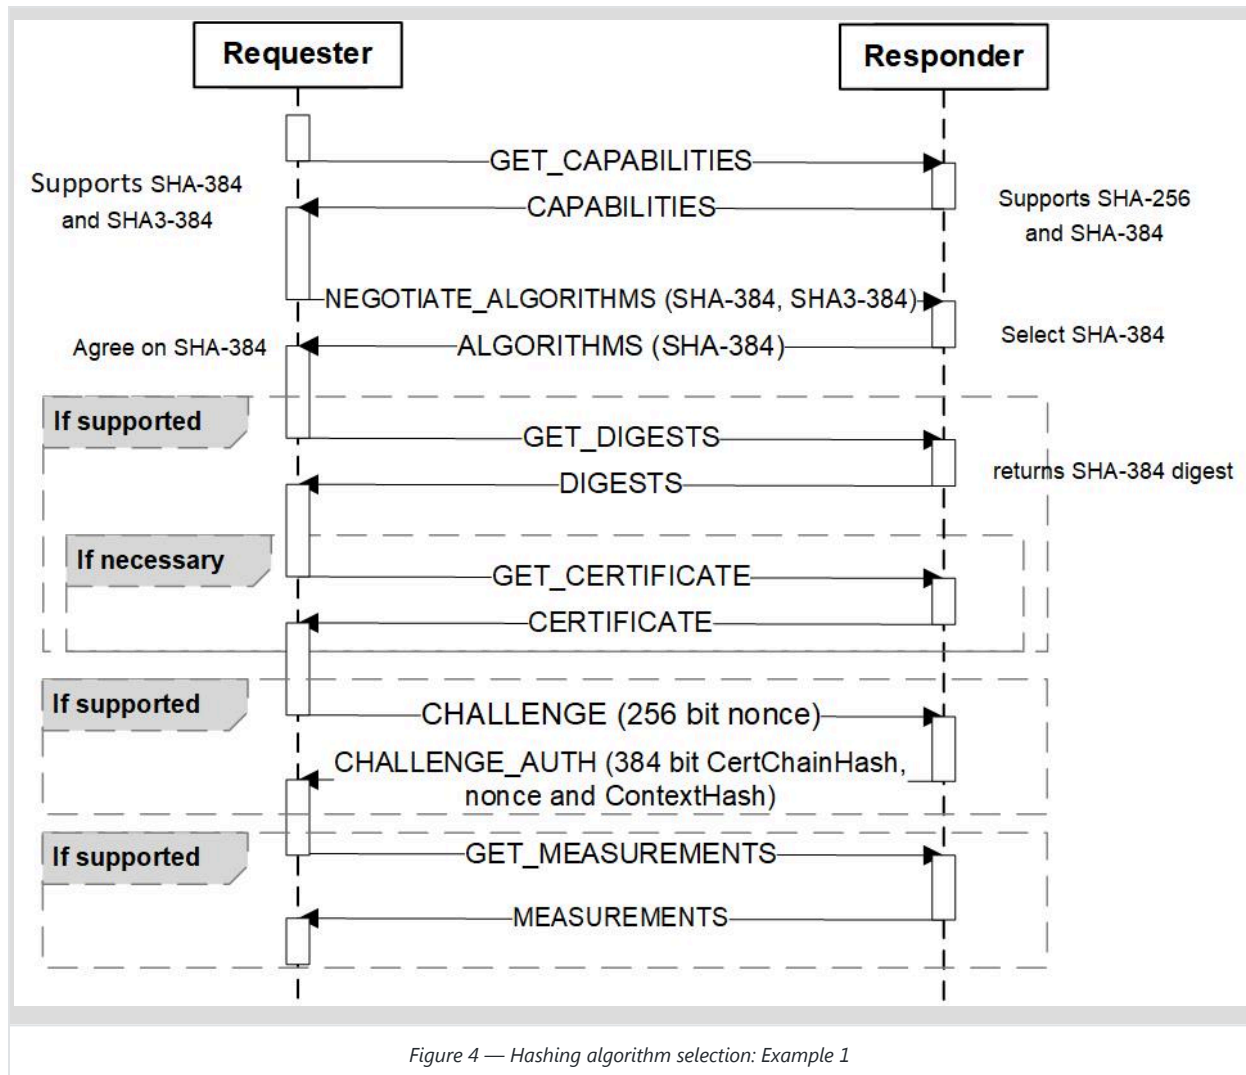 Requester
Responder
GET_CAPABILITIES
Supports SHA-384
and SHA3-384
CAPABILITIES
Supports SHA-256
and SHA-384
NEGOTIATE_ALGORITHMS (SHA-384, SHA3-384)
Select SHA-384
Agree on SHA-384
ALGORITHMS (SHA-384)
If supported
GET_DIGESTS
returns SHA-384 digest
DIGESTS
If necessary
GET_CERTIFICATE
CERTIFICATE
If supported
CHALLENGE (256 bit nonce)
CHALLENGE_AUTH (384 bit CertChainHash,
nonce and ContextHash)
If supported
GET_MEASUREMENTS
MEASUREMENTS
Figure 4 — Hashing algorithm selection: Example 1